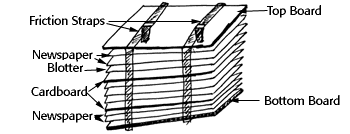 Friction Straps
Top Board
Newspaper
Blotter
Cardboard
Newspaper
Bottom Board